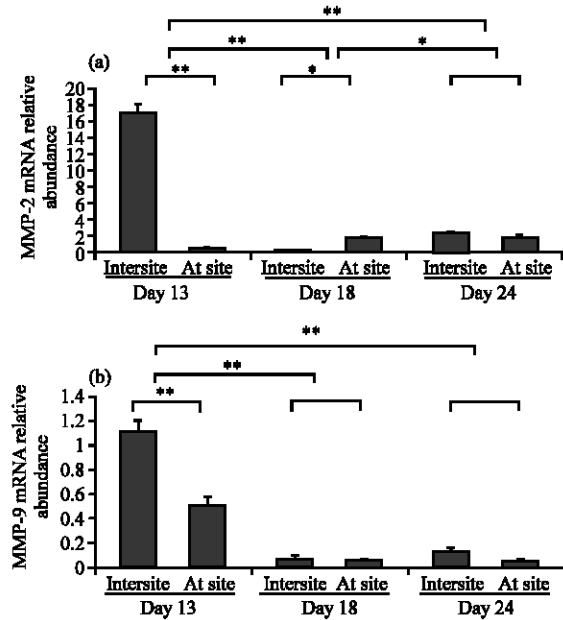 **
** *
(a)
** *
MMP-2 mRNA relative
abundance
20
18
16
14
12
10
8
6
4
2
0
Intersite At site Intersite At site Intersite At site
Day 13 Day 18 Day 24
**
(b)
**
**
MMP-9 mRNA relative
abundance
1.4
1.2
1
0.8
0.6
0.4
0.2
0
Intersite At site Intersite At site Intersite At site
Day 13 Day 18 Day 24